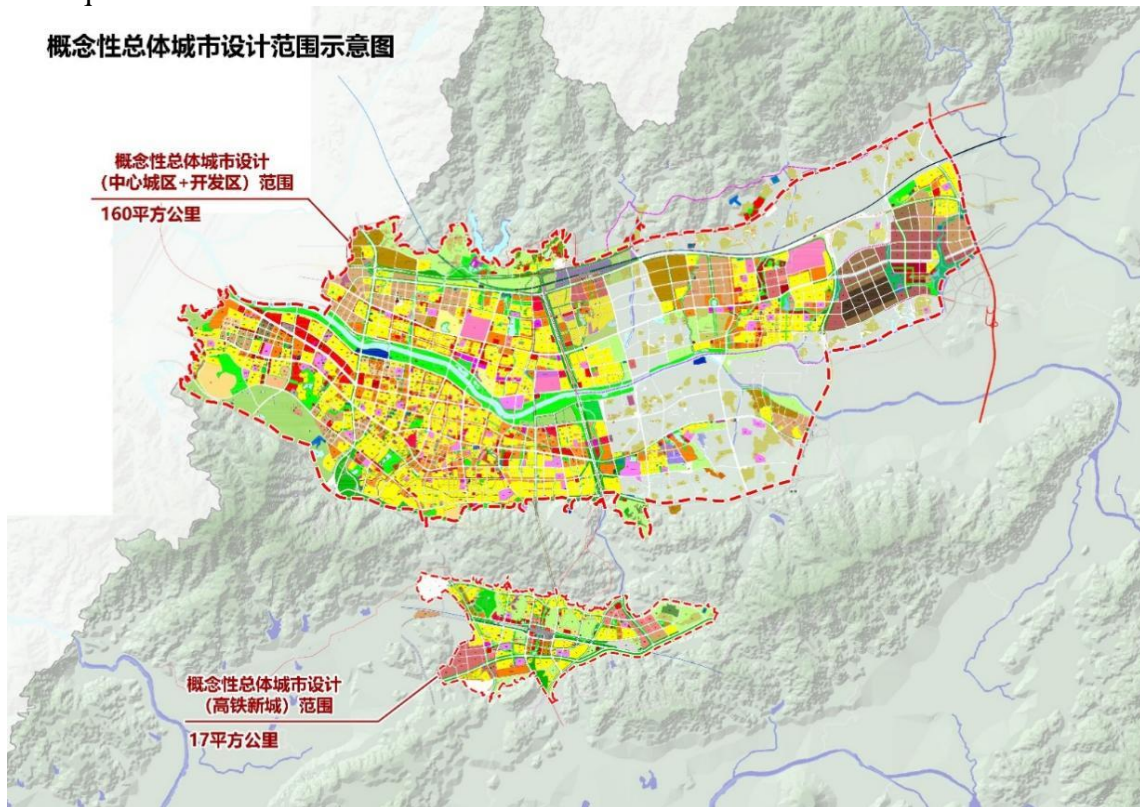 概念性总体城市设计范围示意图
概念性总体城市设计
（中心城区+开发区）范围
160平方公里
概念性总体城市设计
（高铁新城）范围
17平方公里